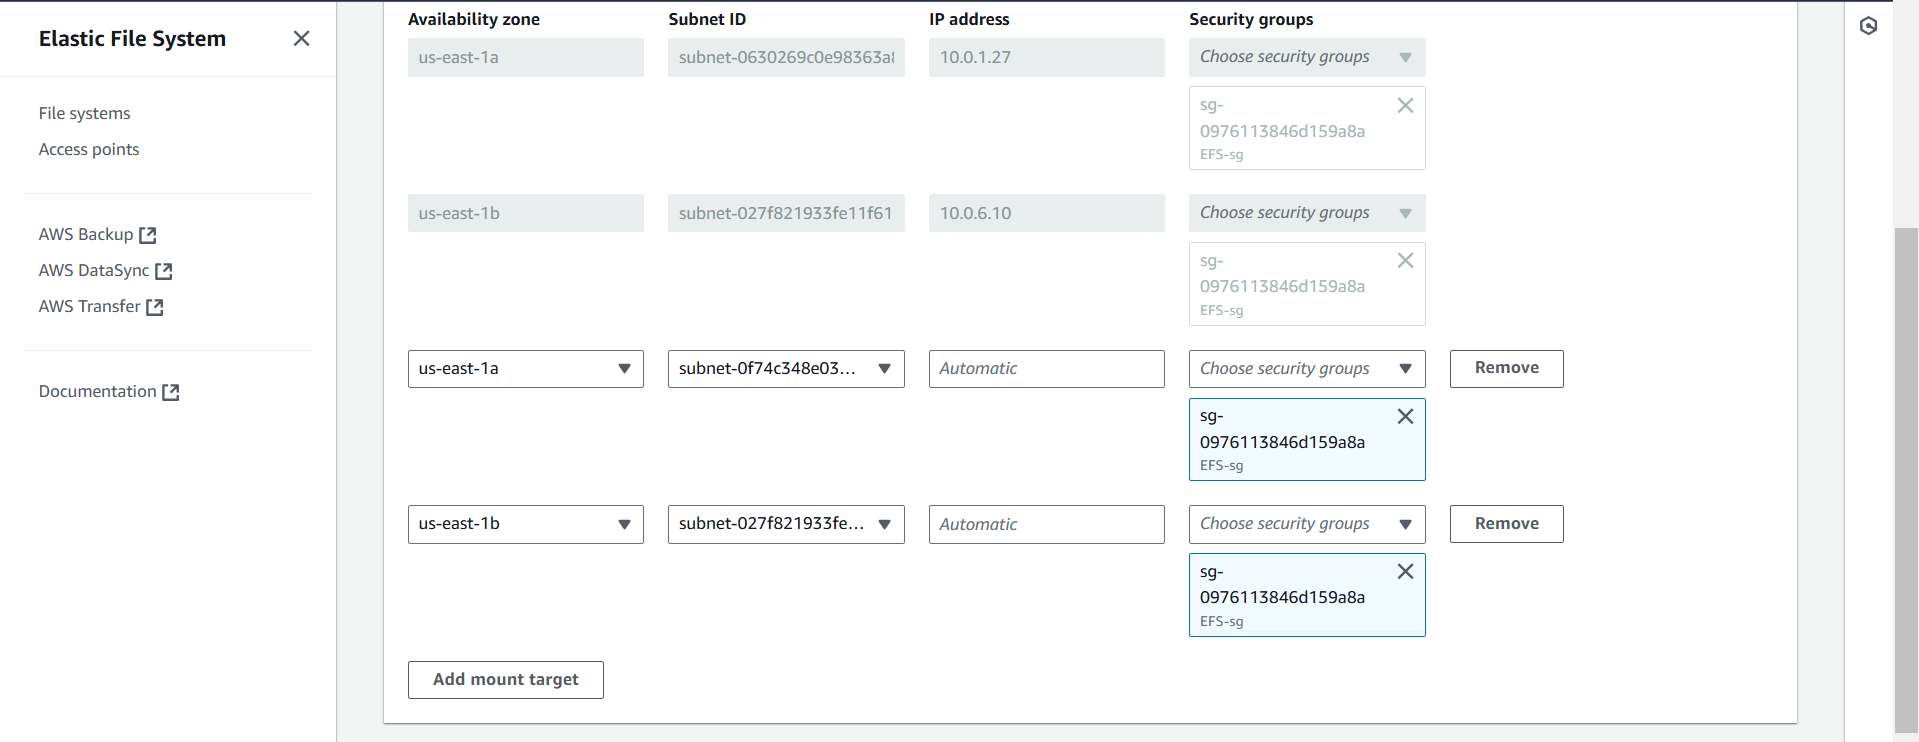 Elastic File System
File systems
Access points
AWS Backup
AWS DataSync
AWS Transfer
Documentation
Availability zone Subnet ID IP address Security groups
us-east-1a subnet-0630269c0e98363a 10.0.1.27 Choose security groups
sg-
0976113846d159a8a
EFS-sg
us-east-1b subnet-027f821933fe11f61 10.0.6.10 Choose security groups
sg-
0976113846d159a8a
EFS-sg
us-east-1a subnet-0f74c348e03... Automatic Choose security groups Remove
sg-
0976113846d159a8a
EFS-sg
us-east-1b subnet-027f821933fe... Automatic Choose security groups Remove
sg-
0976113846d159a8a
EFS-sg
Add mount target